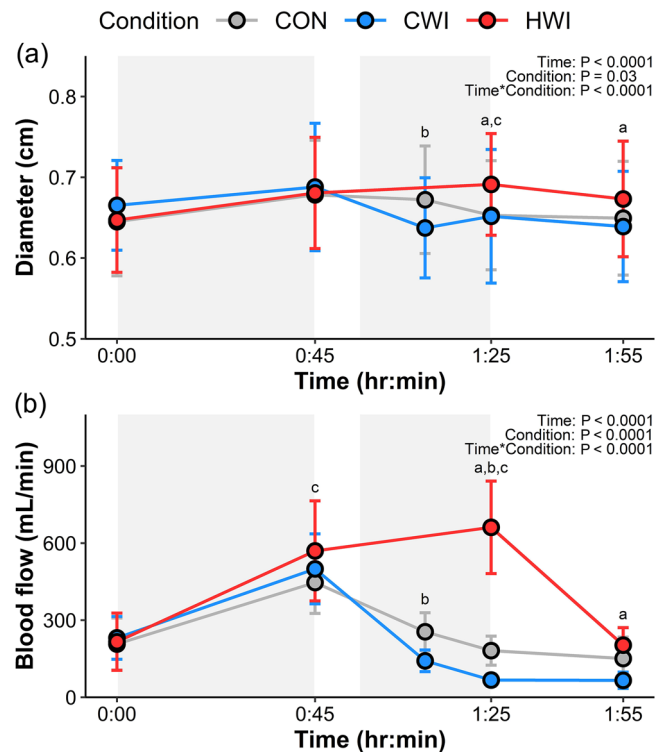 Condition CON CWI HWI
(a)
Time: P < 0.0001
Condition: P = 0.03
Time*Condition: P < 0.0001
0.8
0.7
0.6
0.5
Diameter (cm)
b
a,c
a
0:00 0:45 1:25 1:55
Time (hr:min)
(b)
Time: P < 0.0001
Condition: P < 0.0001
Time*Condition: P < 0.0001
900
600
300
0
Blood flow (mL/min)
c
b
a,b,c
a
0:00 0:45 1:25 1:55
Time (hr:min)